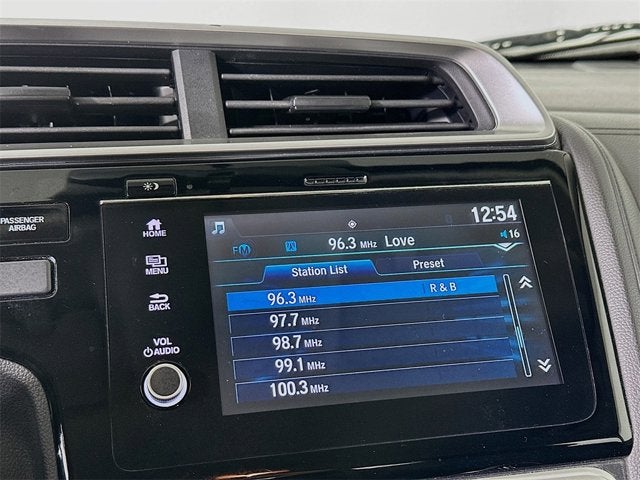 PASSENGER
AIRBAG
HOME
MENU
BACK
VOL
AUDIO
12:54
FM 96.3 MHz Love 16
Station List Preset
96.3 MHz R & B
97.7 MHz
98.7 MHz
99.1 MHz
100.3 MHz